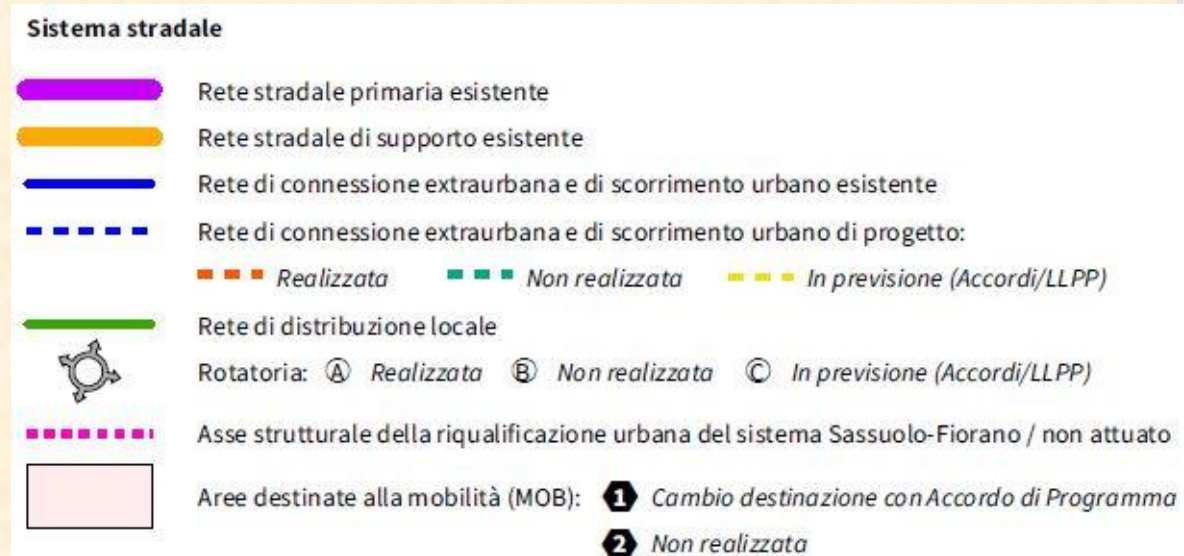 Sistema stradale
Rete stradale primaria esistente
Rete stradale di supporto esistente
Rete di connessione extraurbana e di scorrimento urbano esistente
Rete di connessione extraurbana e di scorrimento urbano di progetto:
Realizzata Non realizzata In previsione (Accordi/LLPP)
Rete di distribuzione locale
Rotatoria: Ⓐ Realizzata Ⓑ Non realizzata Ⓒ In previsione (Accordi/LLPP)
Asse strutturale della riqualificazione urbana del sistema Sassuolo-Fiorano / non attuato
Aree destinate alla mobilità (MOB): 1 Cambio destinazione con Accordo di Programma
2 Non realizzata